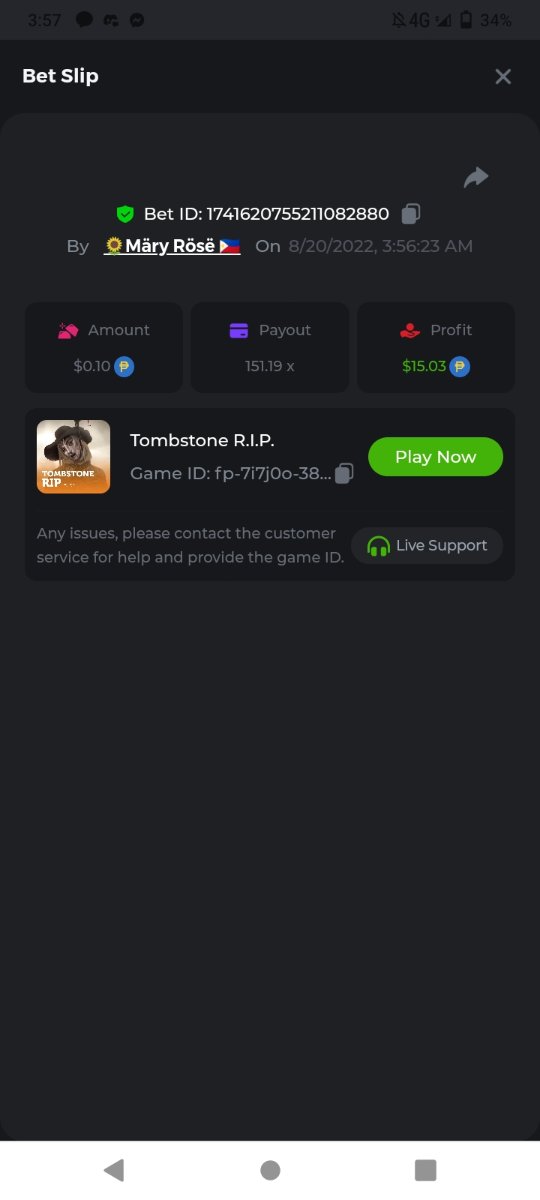 3:57 4G 34%
Bet Slip
Bet ID: 1741620755211082880
By 🌻Märy Rösë🇵🇭 On 8/20/2022, 3:56:23 AM
Amount Payout Profit
$0.10 ₱ 151.19 x $15.03 ₱
TOMBSTONE
RIP
Tombstone R.I.P.
Game ID: fp-7i7j0o-38...
Play Now
Any issues, please contact the customer
service for help and provide the game ID.
Live Support